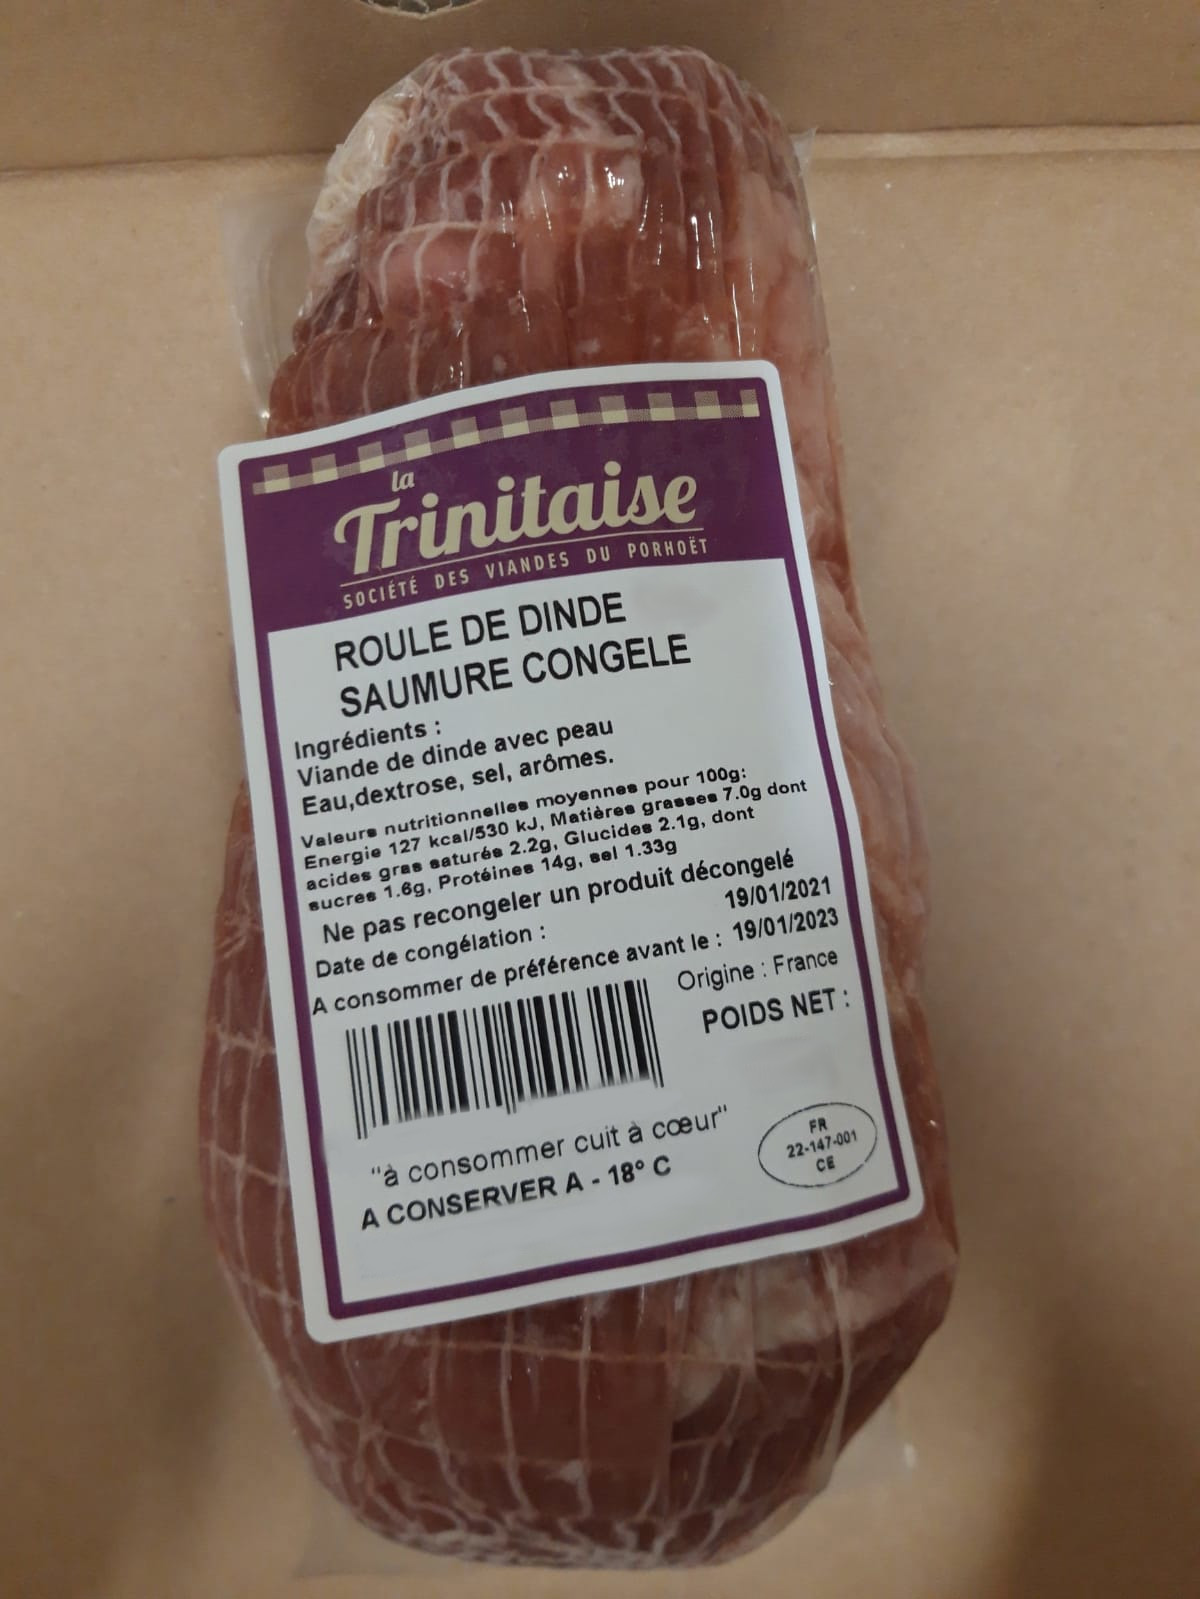 la
Trinitaise
SOCIÉTÉ DES VIANDES DU PORHOËT
ROULE DE DINDE
SAUMURE CONGELE
Ingrédients :
Viande de dinde avec peau
Eau,dextrose, sel, arômes.
Valeurs nutritionnelles moyennes pour 100g:
Energie 127 kcal/530 kJ, Matières grasses 7.0g dont
acides gras saturés 2.2g, Glucides 2.1g, dont
sucres 1.6g, Protéines 14g, sel 1.33g
Ne pas recongeler un produit décongelé
Date de congélation : 19/01/2021
A consommer de préférence avant le : 19/01/2023
Origine : France
POIDS NET :
"à consommer cuit à cœur"
A CONSERVER A - 18° C
FR
22-147-001
CE